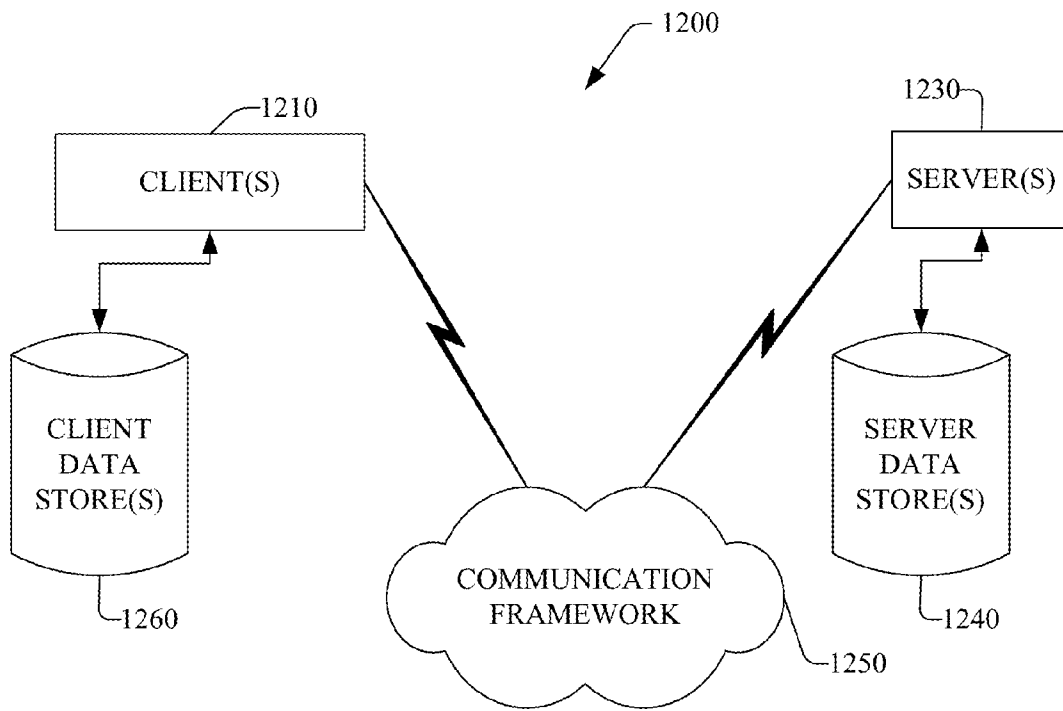 1200
1210
1230
CLIENT(S)
SERVER(S)
CLIENT
DATA
STORE(S)
SERVER
DATA
STORE(S)
COMMUNICATION
FRAMEWORK
1260
1240
1250